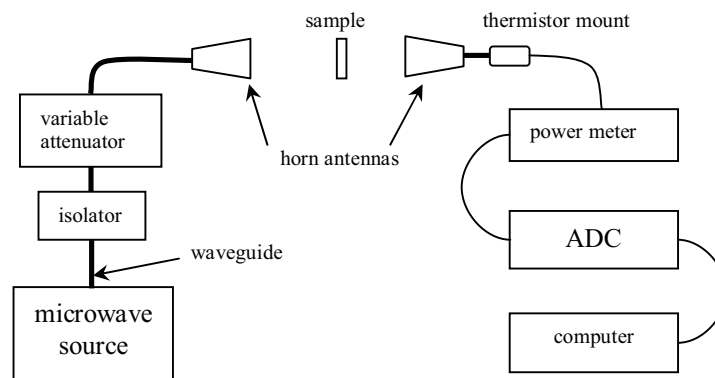 sample
thermistor mount
variable
attenuator
horn antennas
power meter
isolator
waveguide
ADC
microwave
source
computer